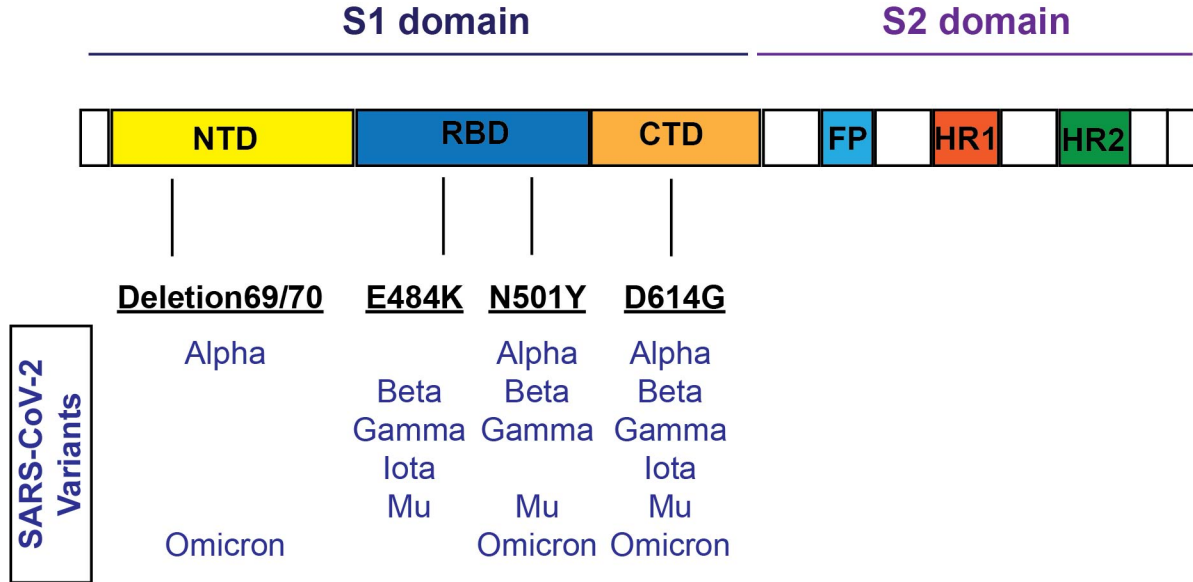 S1 domain S2 domain
NTD RBD CTD FP HR1 HR2
Deletion69/70 E484K N501Y D614G
SARS-CoV-2
Variants
Alpha Alpha Alpha
Beta Beta Beta
Gamma Gamma Gamma
Iota Iota
Mu Mu Mu
Omicron Omicron Omicron